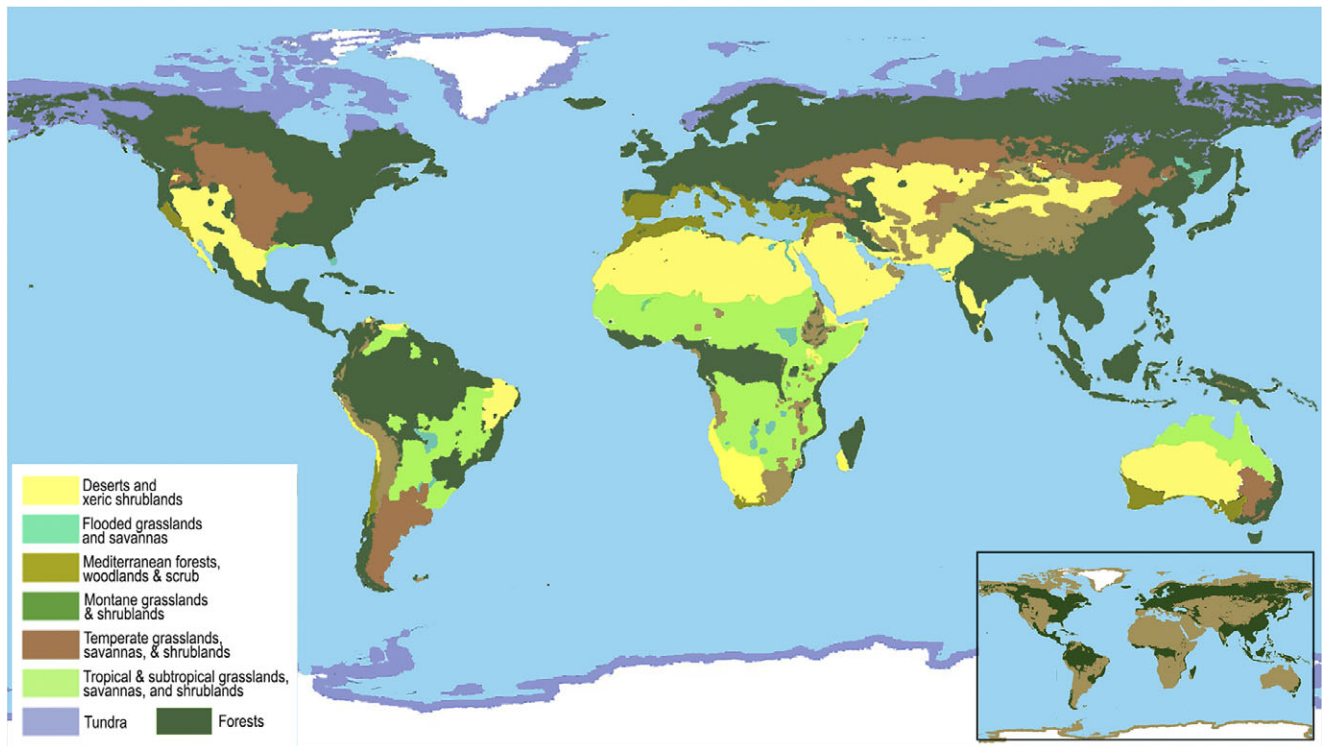 Deserts and
xeric shrublands
Flooded grasslands
and savannas
Mediterranean forests,
woodlands & scrub
Montane grasslands
& shrublands
Temperate grasslands,
savannas, & shrublands
Tropical & subtropical grasslands,
savannas, and shrublands
Tundra
Forests